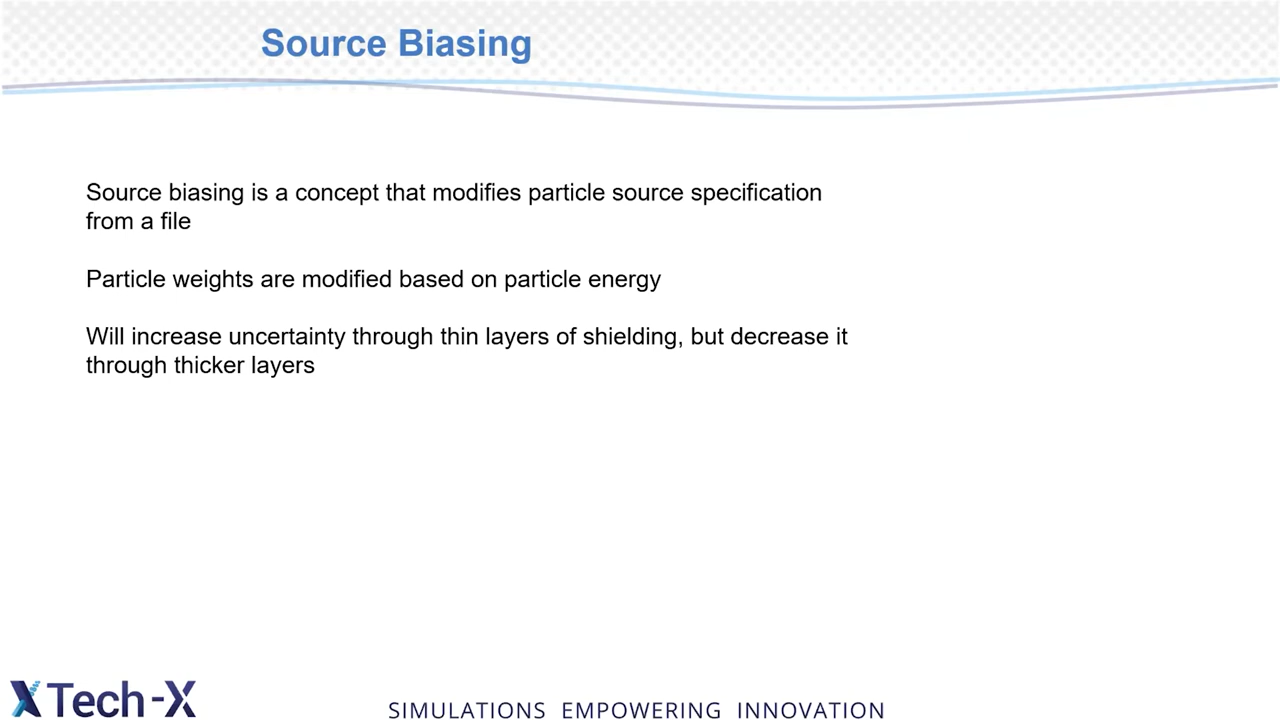 Source Biasing
Source biasing is a concept that modifies particle source specification
from a file
Particle weights are modified based on particle energy
Will increase uncertainty through thin layers of shielding, but decrease it
through thicker layers
Tech-X
SIMULATIONS EMPOWERING INNOVATION